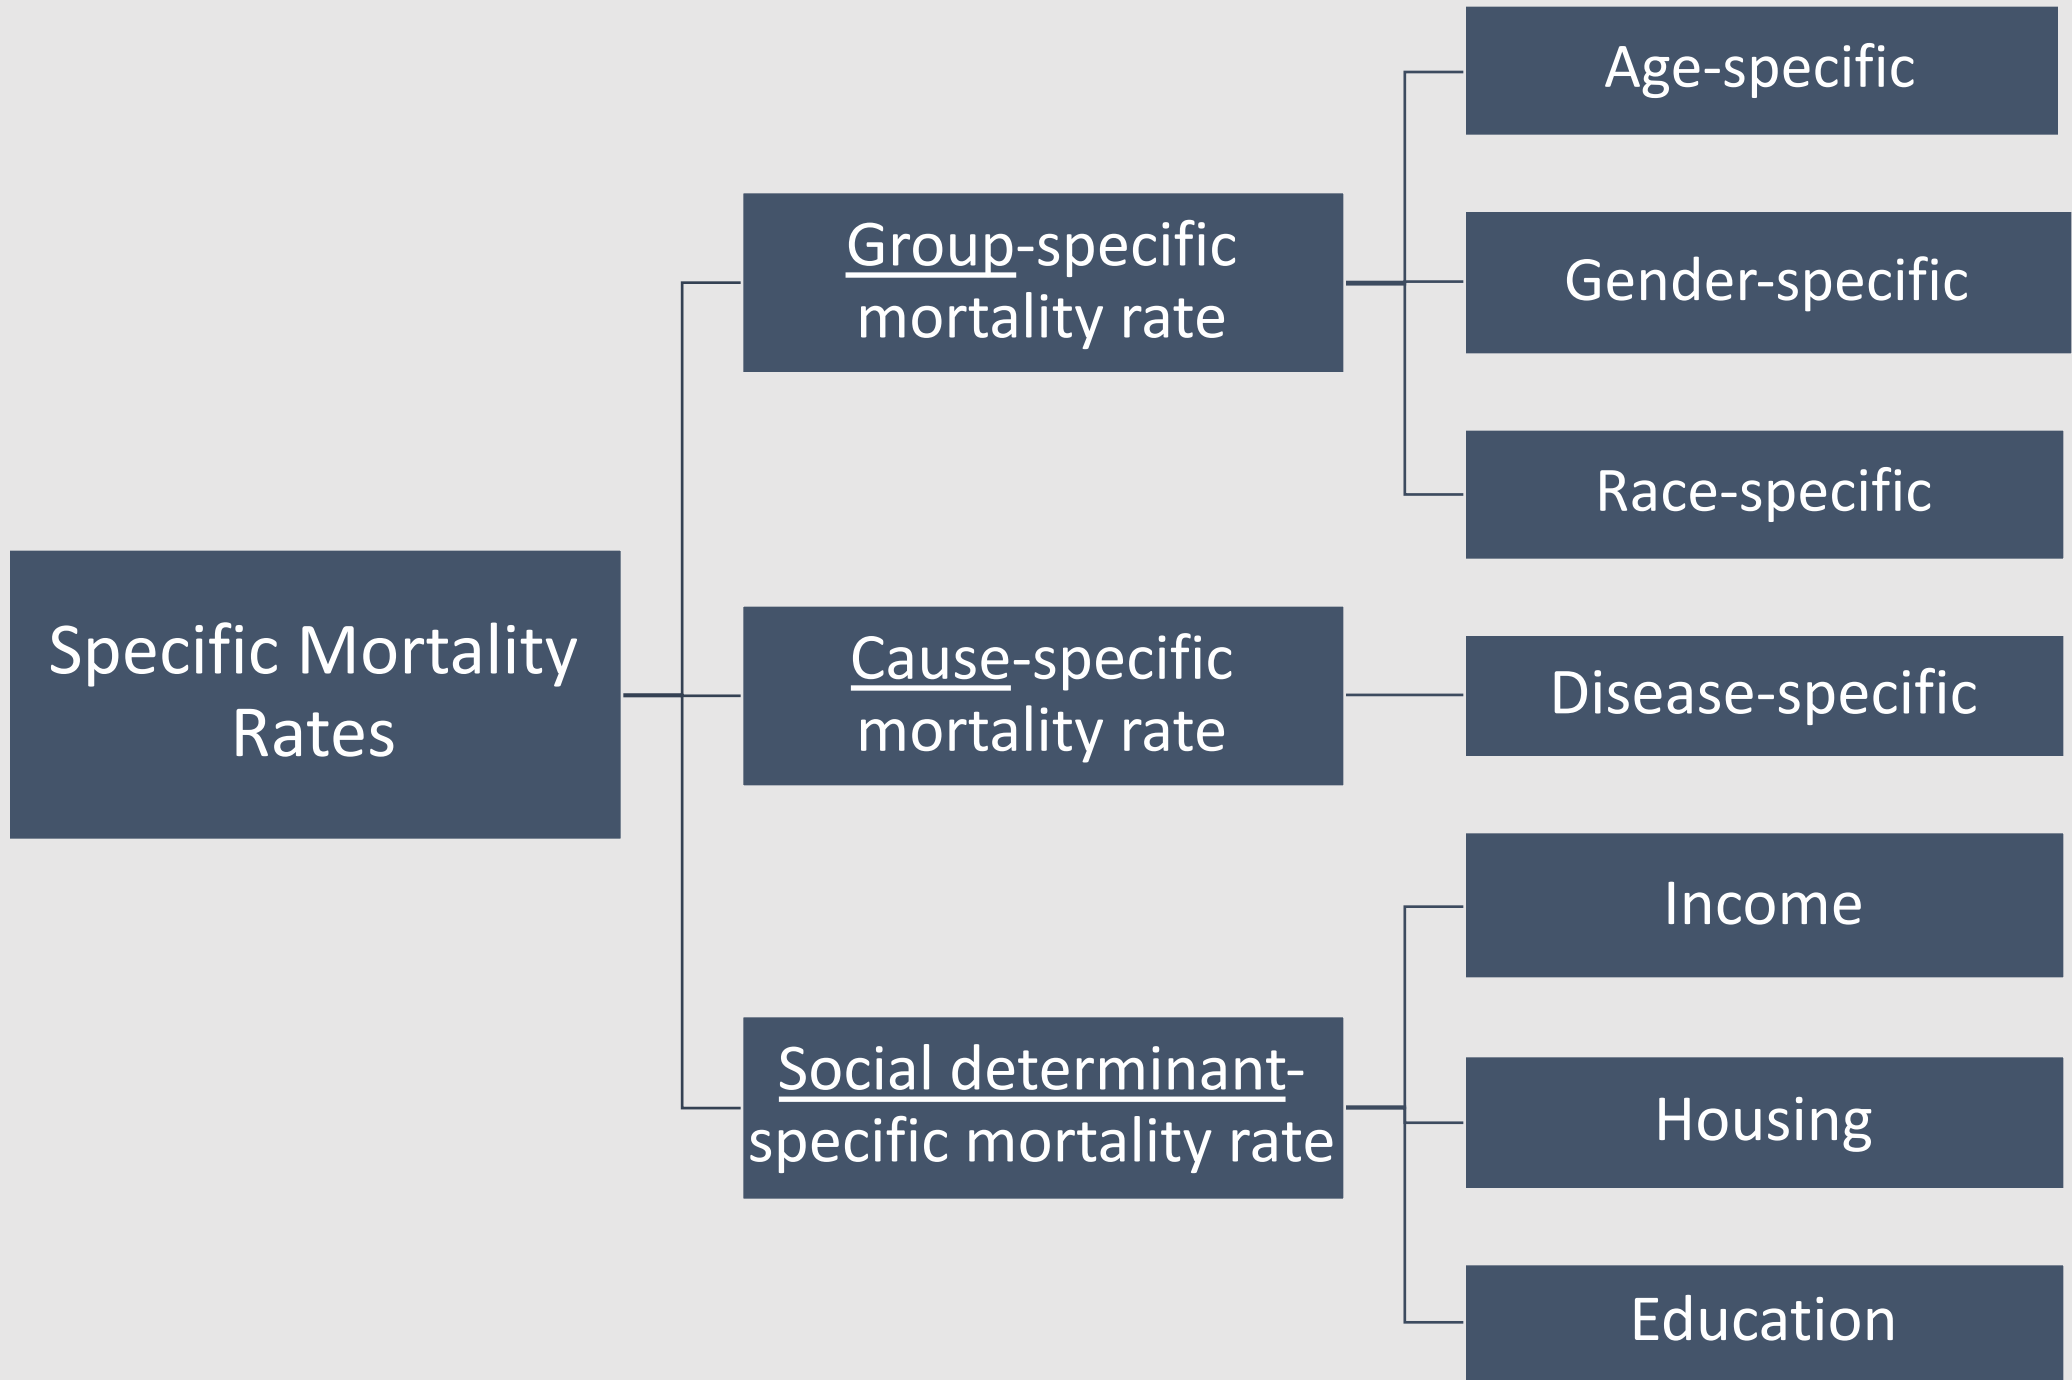 Specific Mortality
Rates
Group-specific
mortality rate
Age-specific
Gender-specific
Race-specific
Cause-specific
mortality rate
Disease-specific
Social determinant-
specific mortality rate
Income
Housing
Education